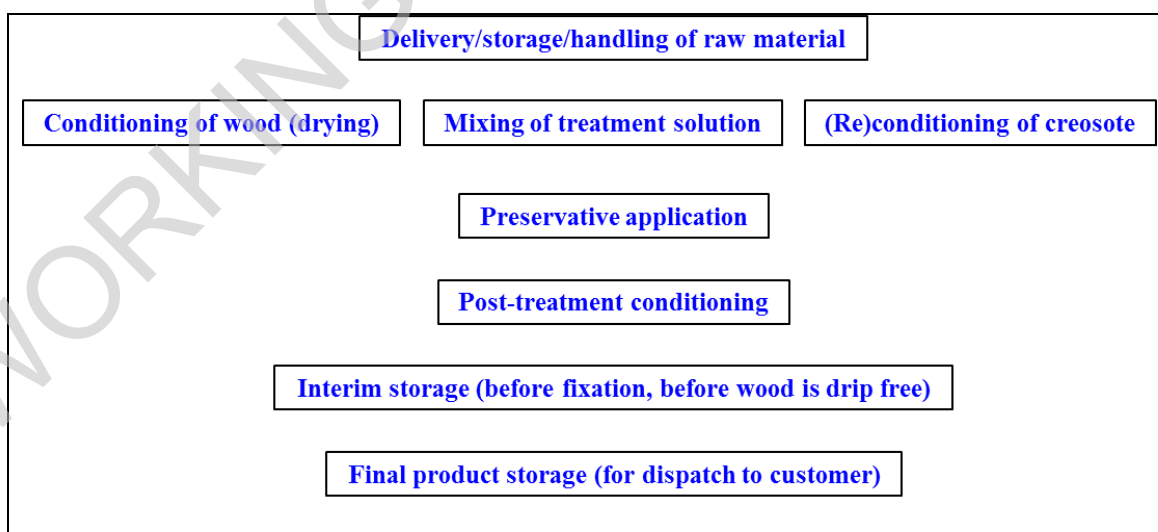 Delivery/storage/handling of raw material
Conditioning of wood (drying)
Mixing of treatment solution
(Re)conditioning of creosote
Preservative application
Post-treatment conditioning
Interim storage (before fixation, before wood is drip free)
Final product storage (for dispatch to customer)
WORKING